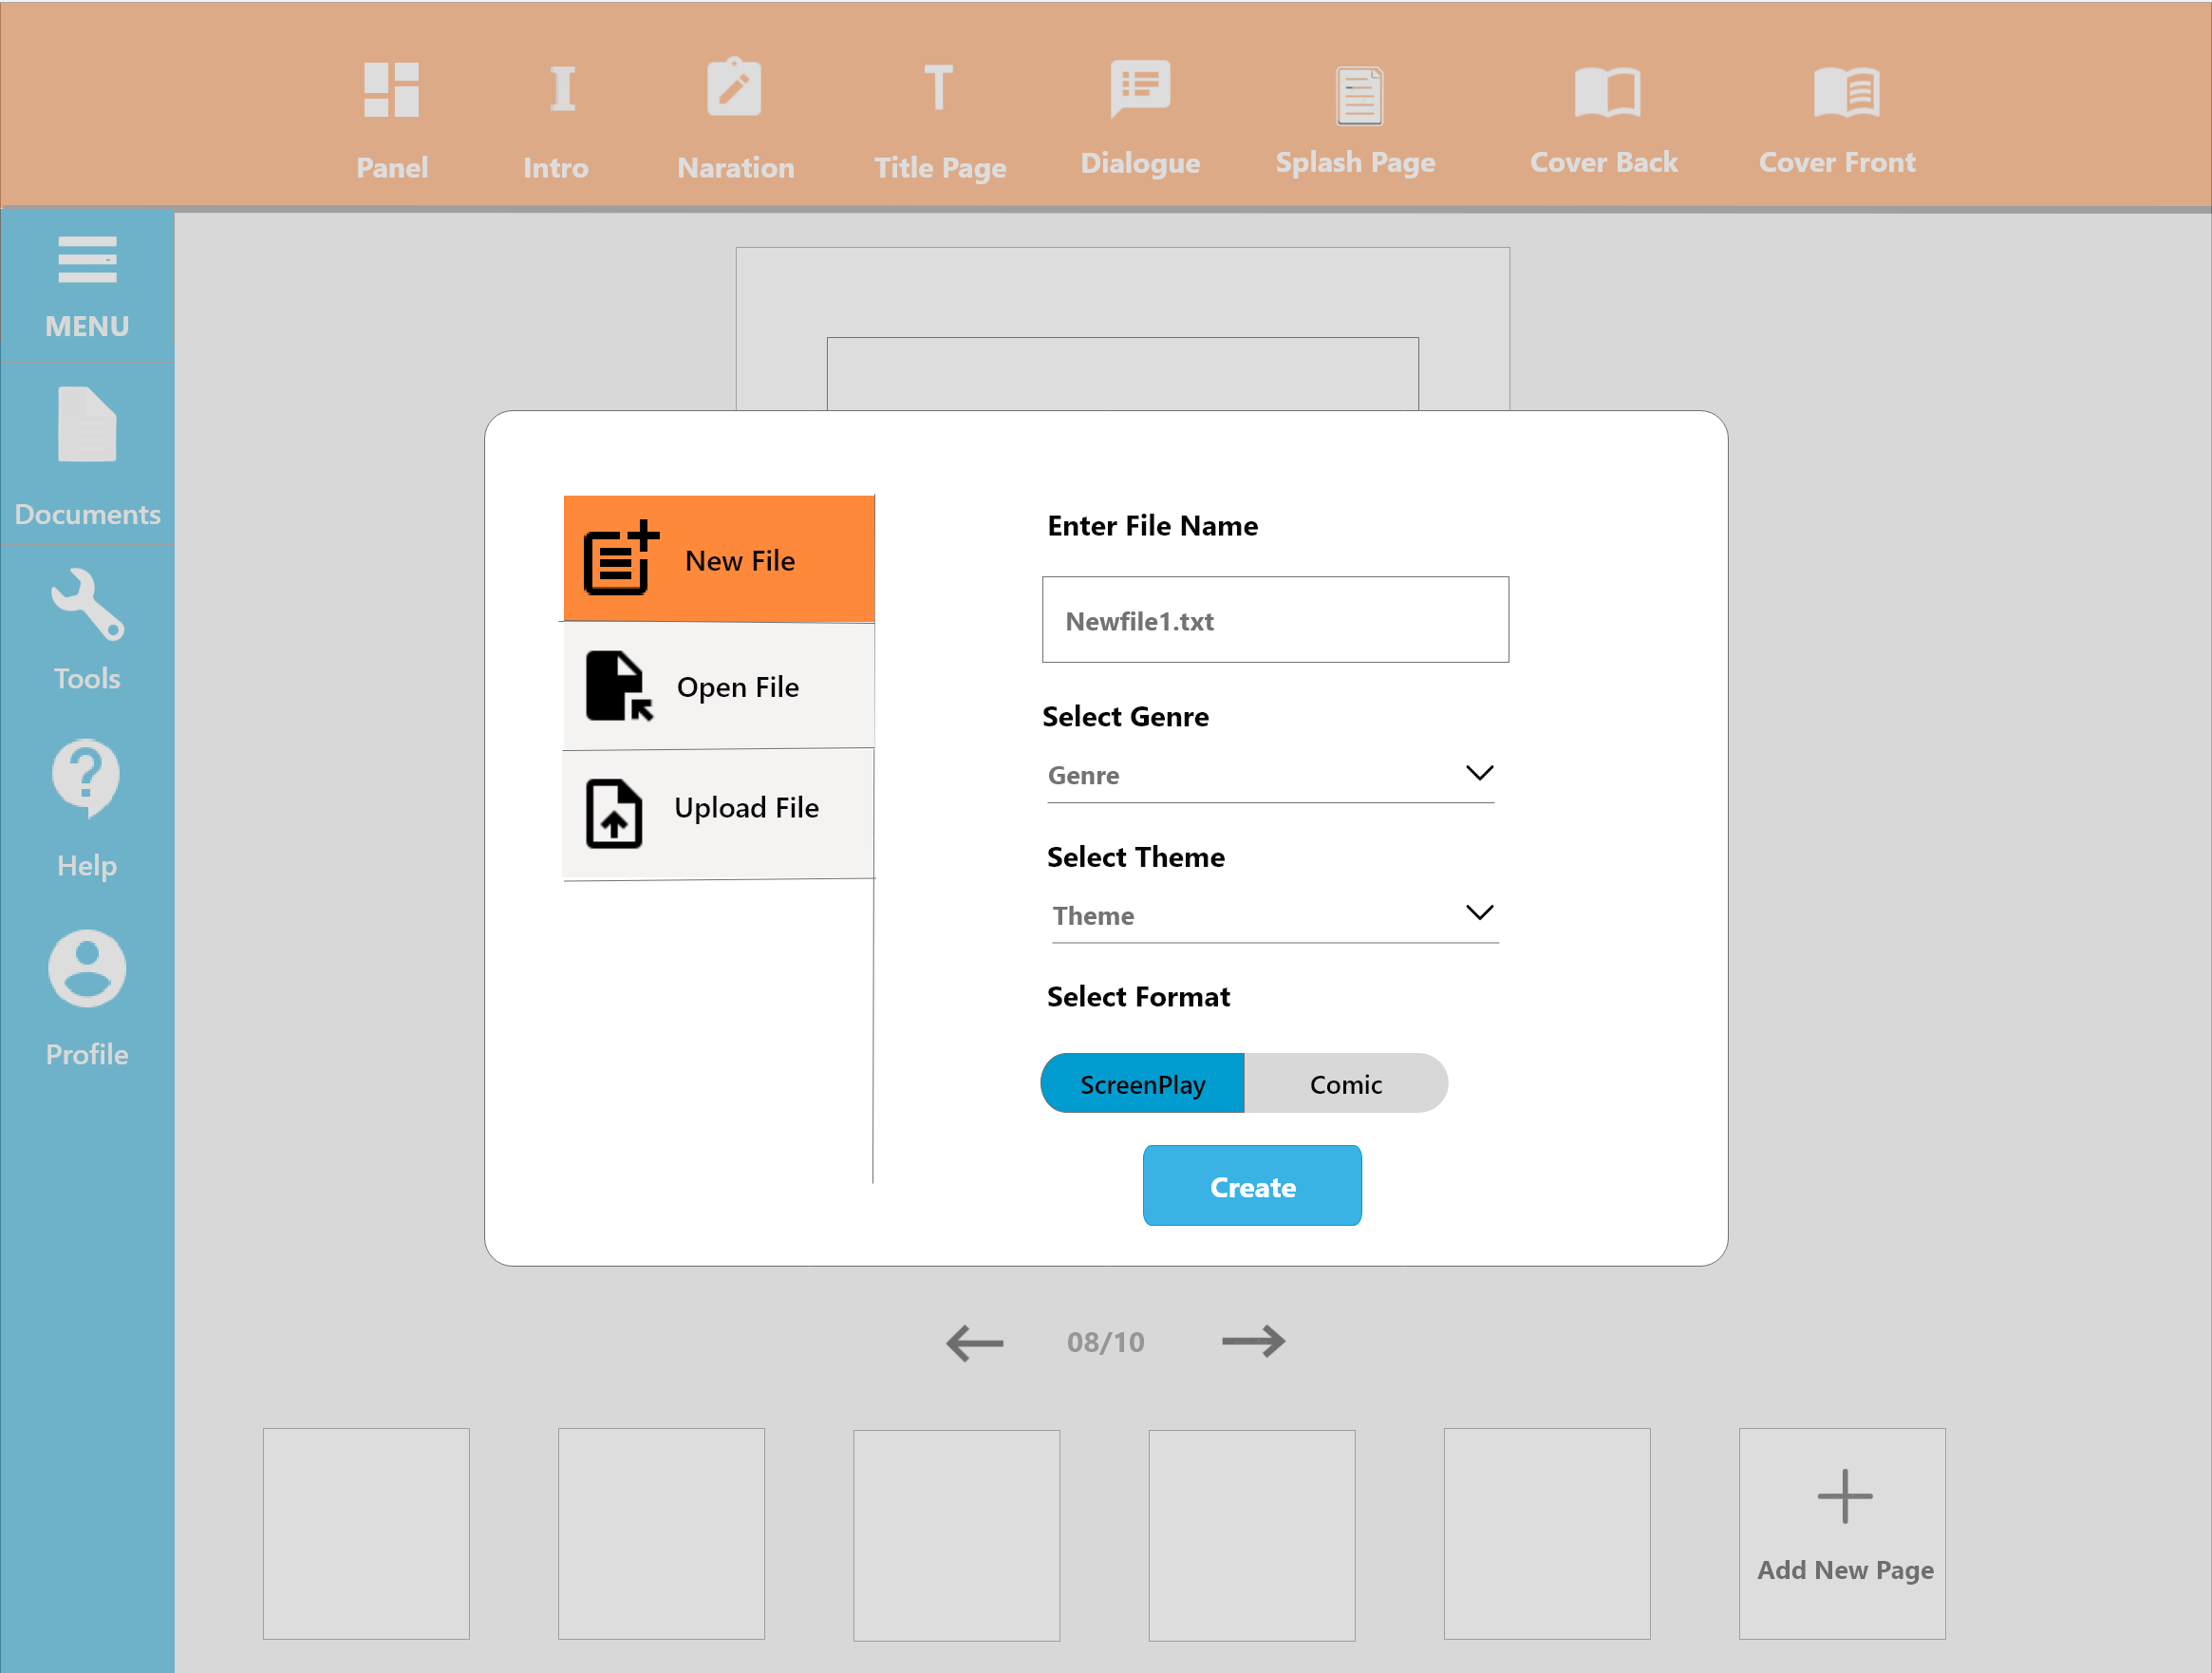 Panel
Intro
Naration
Title Page
Dialogue
Splash Page
Cover Back
Cover Front
MENU
Documents
Tools
Help
Profile
New File
Open File
Upload File
Enter File Name
Newfile1.txt
Select Genre
Genre
Select Theme
Theme
Select Format
ScreenPlay
Comic
Create
08/10
Add New Page